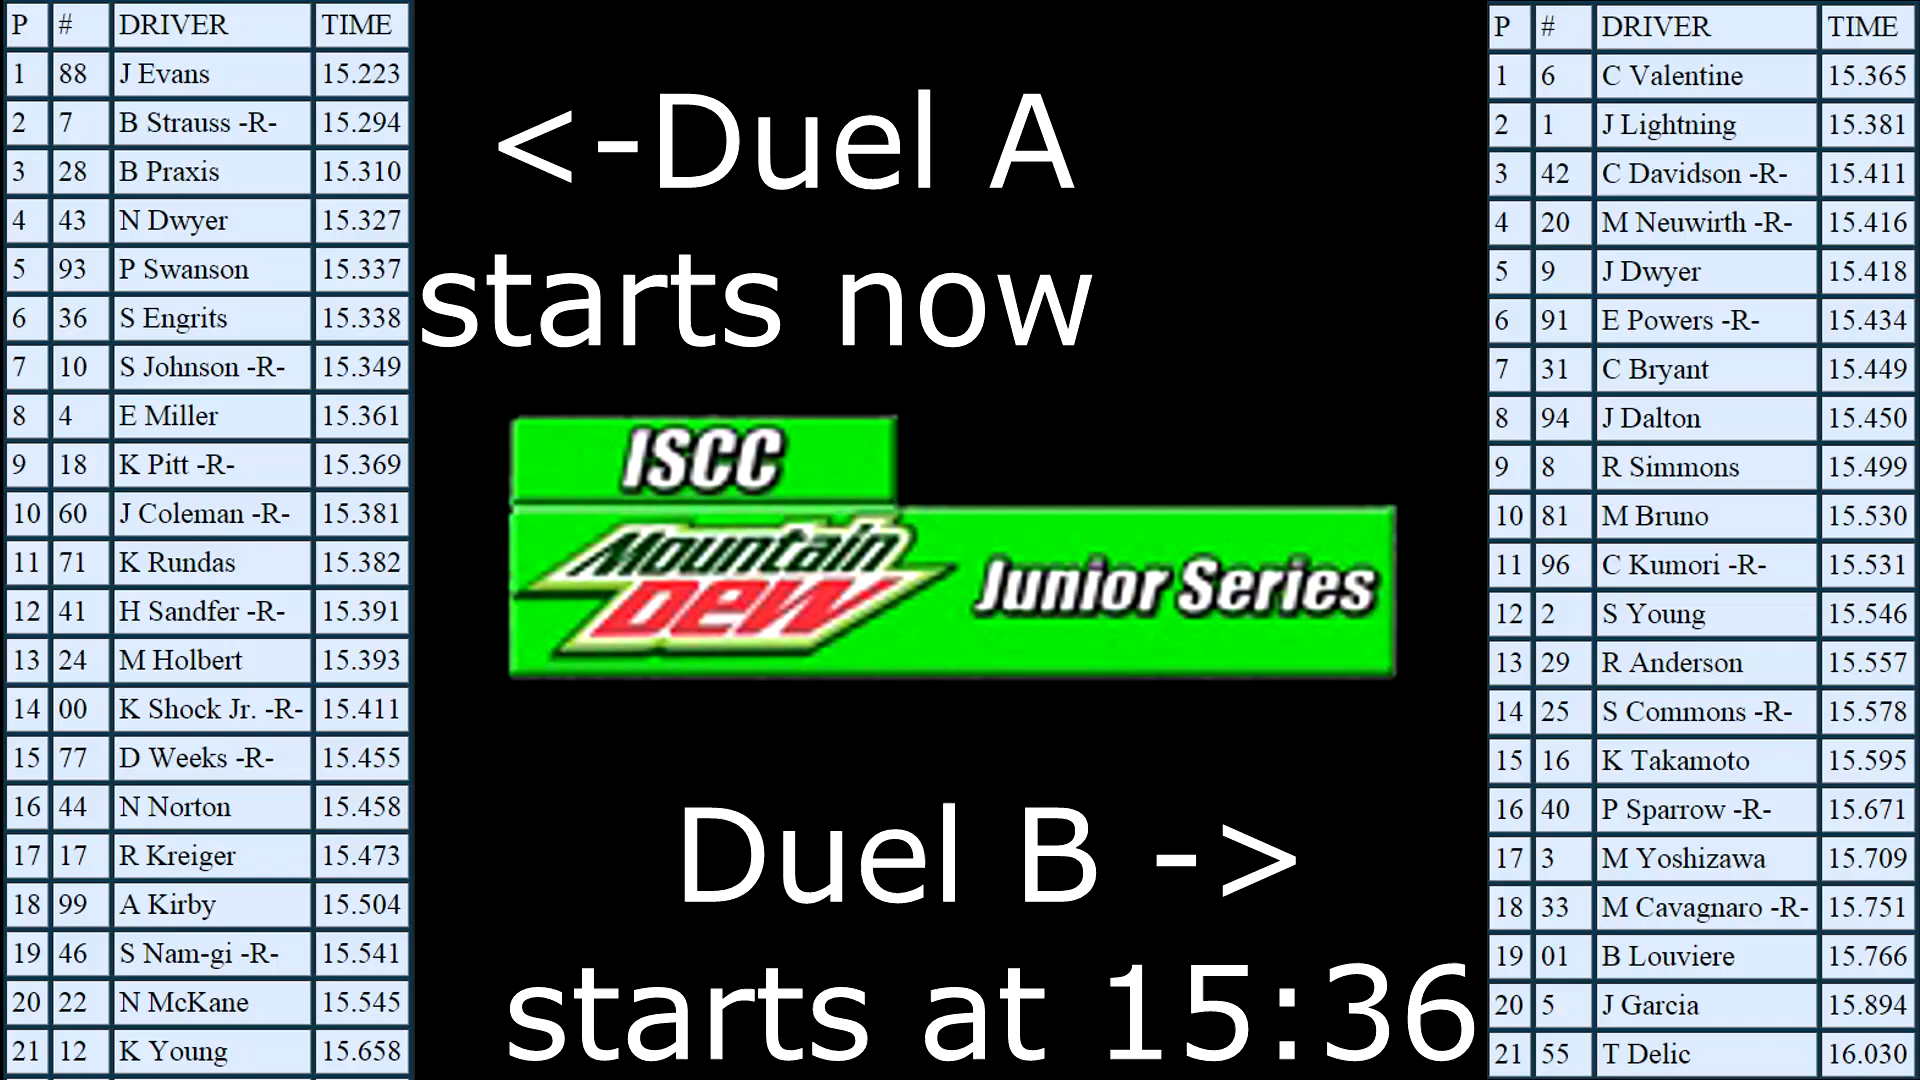 P # DRIVER TIME
1 88 J Evans 15.223
2 7 B Strauss -R- 15.294
3 28 B Praxis 15.310
4 43 N Dwyer 15.327
5 93 P Swanson 15.337
6 36 S Engrits 15.338
7 10 S Johnson -R- 15.349
8 4 E Miller 15.361
9 18 K Pitt -R- 15.369
10 60 J Coleman -R- 15.381
11 71 K Rundas 15.382
12 41 H Sandfer -R- 15.391
13 24 M Holbert 15.393
14 00 K Shock Jr. -R- 15.411
15 77 D Weeks -R- 15.455
16 44 N Norton 15.458
17 17 R Kreiger 15.473
18 99 A Kirby 15.504
19 46 S Nam-gi -R- 15.541
20 22 N McKane 15.545
21 12 K Young 15.658
<-Duel A
starts now
ISCC
Mountain
Dew
Junior Series
Duel B ->
starts at 15:36
P # DRIVER TIME
1 6 C Valentine 15.365
2 1 J Lightning 15.381
3 42 C Davidson -R- 15.411
4 20 M Neuwirth -R- 15.416
5 9 J Dwyer 15.418
6 91 E Powers -R- 15.434
7 31 C Bryant 15.449
8 94 J Dalton 15.450
9 8 R Simmons 15.499
10 81 M Bruno 15.530
11 96 C Kumori -R- 15.531
12 2 S Young 15.546
13 29 R Anderson 15.557
14 25 S Commons -R- 15.578
15 16 K Takamoto 15.595
16 40 P Sparrow -R- 15.671
17 3 M Yoshizawa 15.709
18 33 M Cavagnaro -R- 15.751
19 01 B Louviere 15.766
20 5 J Garcia 15.894
21 55 T Delic 16.030